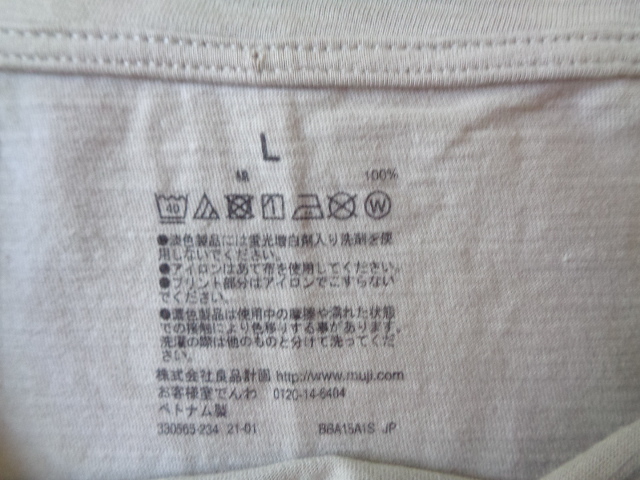 L
綿 100%
40
W
●淡色製品には蛍光増白剤入り洗剤を使
用しないでください。
●アイロンはあて布を使用してください。
●プリント部分はアイロンでこすらない
でください。
●濃色製品は使用中の摩擦や濡れた状態
での接触により色移りする事があります。
洗濯の際は他のものと分けて洗ってくだ
さい。
株式会社良品計画 http://www.muji.com
お客様室でんわ 0120-14-6404
ベトナム製
330565-234 21-01 BBA15A1S JP